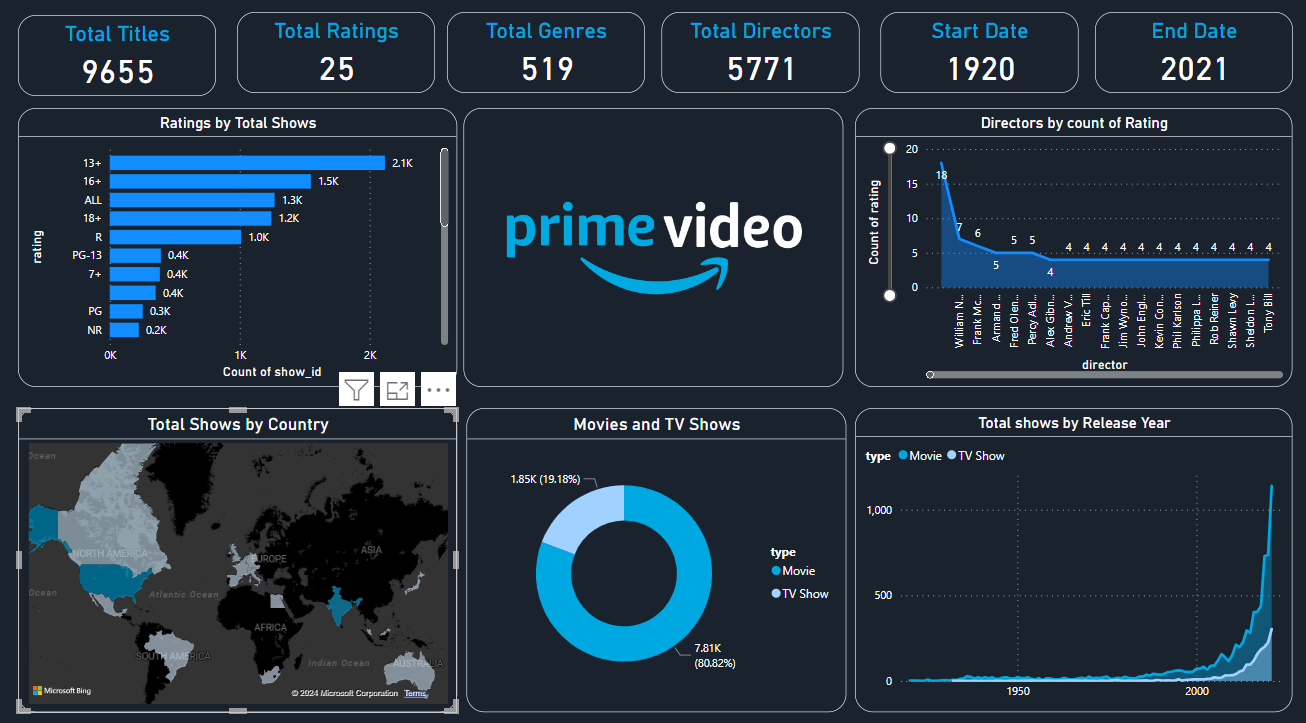 Total Titles
9655
Total Ratings
25
Total Genres
519
Total Directors
5771
Start Date
1920
End Date
2021
Ratings by Total Shows
rating
13+ 2.1K
16+ 1.5K
ALL 1.3K
18+ 1.2K
R 1.0K
PG-13 0.4K
7+ 0.4K
0.4K
PG 0.3K
NR 0.2K
0K 1K 2K
Count of show_id
prime video
Directors by count of Rating
Count of rating
20
15
10
5
0
18 7 6 5 5 5 4 4 4 4 4 4 4 4 4 4 4 4 4
William N...
Frank Mc...
Armand ...
Fred Olen...
Percy Adl...
Alex Gibn...
Andrew V...
Eric Till
Frank Cap...
Jim Wyno...
John Engl...
Kevin Con...
Phil Karlson
Philippa L...
Rob Reiner
Shawn Levy
Sheldon L...
Tony Bill
director
Total Shows by Country
Ocean
NORTH AMERICA
EUROPE
ASIA
Ocean
Atlantic Ocean
AFRICA
SOUTH AMERICA
Indian Ocean
AUSTRALIA
Microsoft Bing
© 2024 Microsoft Corporation Terms
Movies and TV Shows
1.85K (19.18%)
7.81K
(80.82%)
type
Movie
TV Show
Total shows by Release Year
type Movie TV Show
1,000
500
0
1950 2000